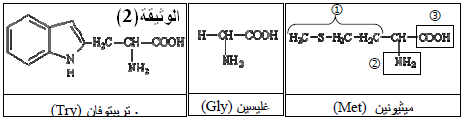 الوثيقة(2)
CH₂-CH-COOH
NH₂
N
H
تريبتوفان (Try) .
H-CH-COOH
NH₂
غليسين (Gly)
①
③
H₃C-S-H₂C-H₂C-CH-COOH
②
NH₂
ميثيونين (Met)